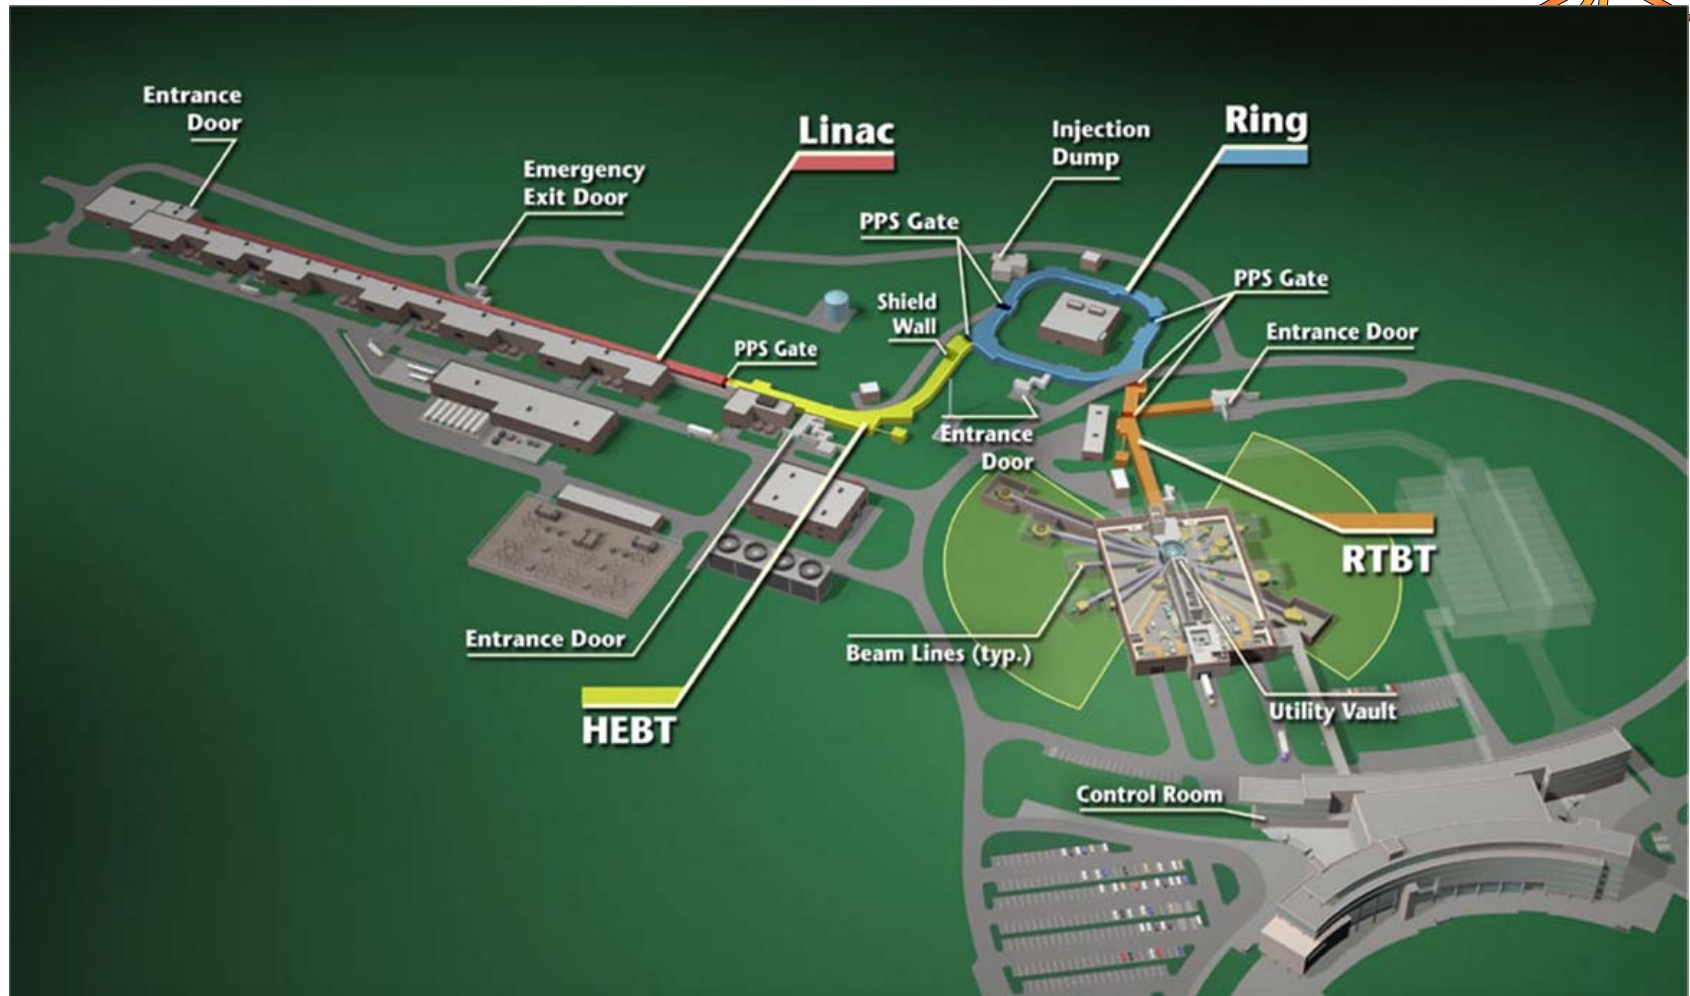 Entrance
Door
Linac
Ring
Injection
Dump
Emergency
Exit Door
PPS Gate
PPS Gate
Shield
Wall
Entrance Door
PPS Gate
Entrance
Door
RTBT
Entrance Door
Beam Lines (typ.)
HEBT
Utility Vault
Control Room